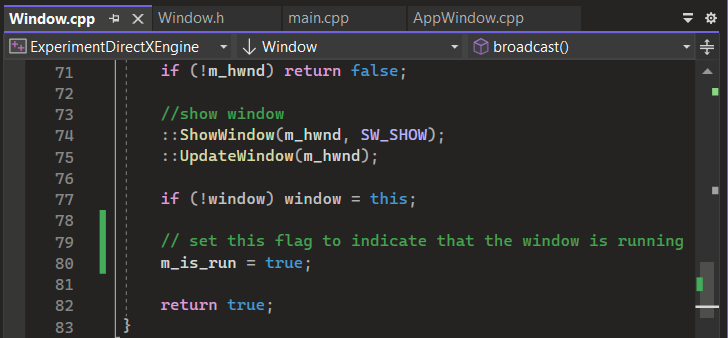 Window.cpp Window.h main.cpp AppWindow.cpp
ExperimentDirectXEngine Window broadcast()
71 if (!m_hwnd) return false;
72
73 //show window
74 ::ShowWindow(m_hwnd, SW_SHOW);
75 ::UpdateWindow(m_hwnd);
76
77 if (!window) window = this;
78
79 // set this flag to indicate that the window is running
80 m_is_run = true;
81
82 return true;
83 }